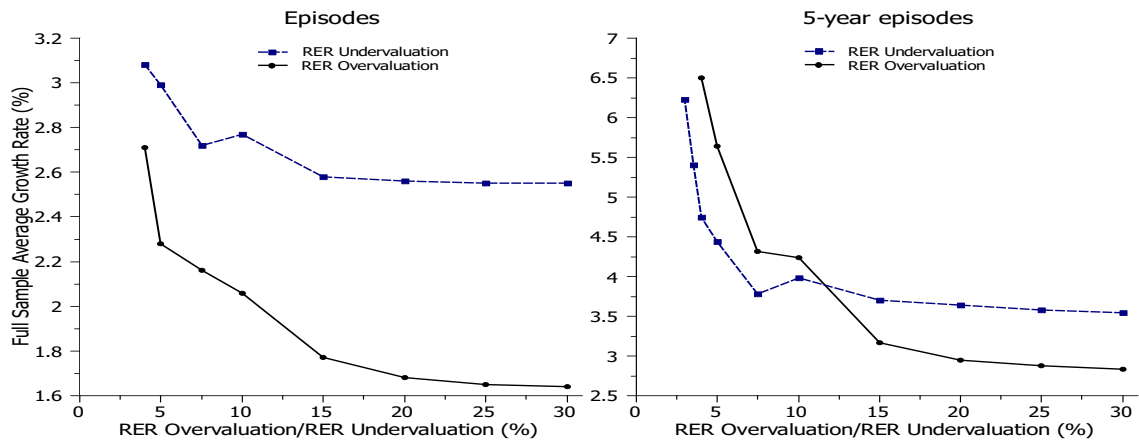 Episodes
3.2
3
2.8
2.6
2.4
2.2
2
1.8
1.6
Full Sample Average Growth Rate (%)
RER Undervaluation
RER Overvaluation
0 5 10 15 20 25 30
RER Overvaluation/RER Undervaluation (%)
5-year episodes
7
6.5
6
5.5
5
4.5
4
3.5
3
2.5
RER Undervaluation
RER Overvaluation
0 5 10 15 20 25 30
RER Overvaluation/RER Undervaluation (%)